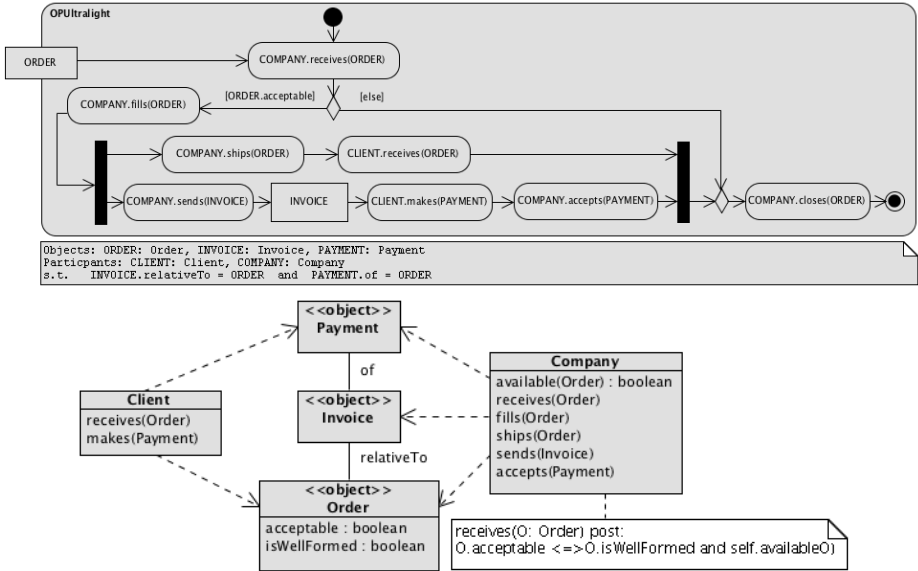 OPUltralight
ORDER
COMPANY.receives(ORDER)
[ORDER.acceptable]
[else]
COMPANY.fills(ORDER)
COMPANY.ships(ORDER)
CLIENT.receives(ORDER)
COMPANY.sends(INVOICE)
INVOICE
CLIENT.makes(PAYMENT)
COMPANY.accepts(PAYMENT)
COMPANY.closes(ORDER)
Objects: ORDER: Order, INVOICE: Invoice, PAYMENT: Payment
Particpants: CLIENT: Client, COMPANY: Company
s.t. INVOICE.relativeTo = ORDER and PAYMENT.of = ORDER
<<object>>
Payment
of
<<object>>
Invoice
relativeTo
<<object>>
Order
acceptable : boolean
isWellFormed : boolean
Client
receives(Order)
makes(Payment)
Company
available(Order) : boolean
receives(Order)
fills(Order)
ships(Order)
sends(Invoice)
accepts(Payment)
receives(O: Order) post:
O.acceptable <=>O.isWellFormed and self.availableO)